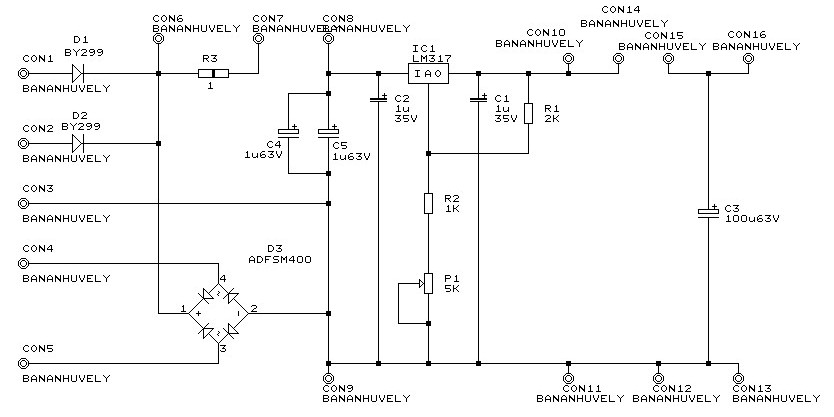 CON14
CON6
CON7
CON8
BANANHUVELY
BANANHUVELY
BANANHUVELY
CON10
BANANHUVELY
CON15
BANANHUVELY
CON16
BANANHUVELY
D1
BY299
CON1
BANANHUVELY
R3
1
IC1
LM317
I A O
C2
1u
35V
C1
1u
35V
R1
2K
D2
BY299
CON2
BANANHUVELY
C4
1u63V
C5
1u63V
CON3
BANANHUVELY
R2
1K
C3
100u63V
CON4
BANANHUVELY
D3
ADFSM400
4
1
2
3
+
~
~
-
P1
5K
CON5
BANANHUVELY
CON9
BANANHUVELY
CON11
BANANHUVELY
CON12
BANANHUVELY
CON13
BANANHUVELY